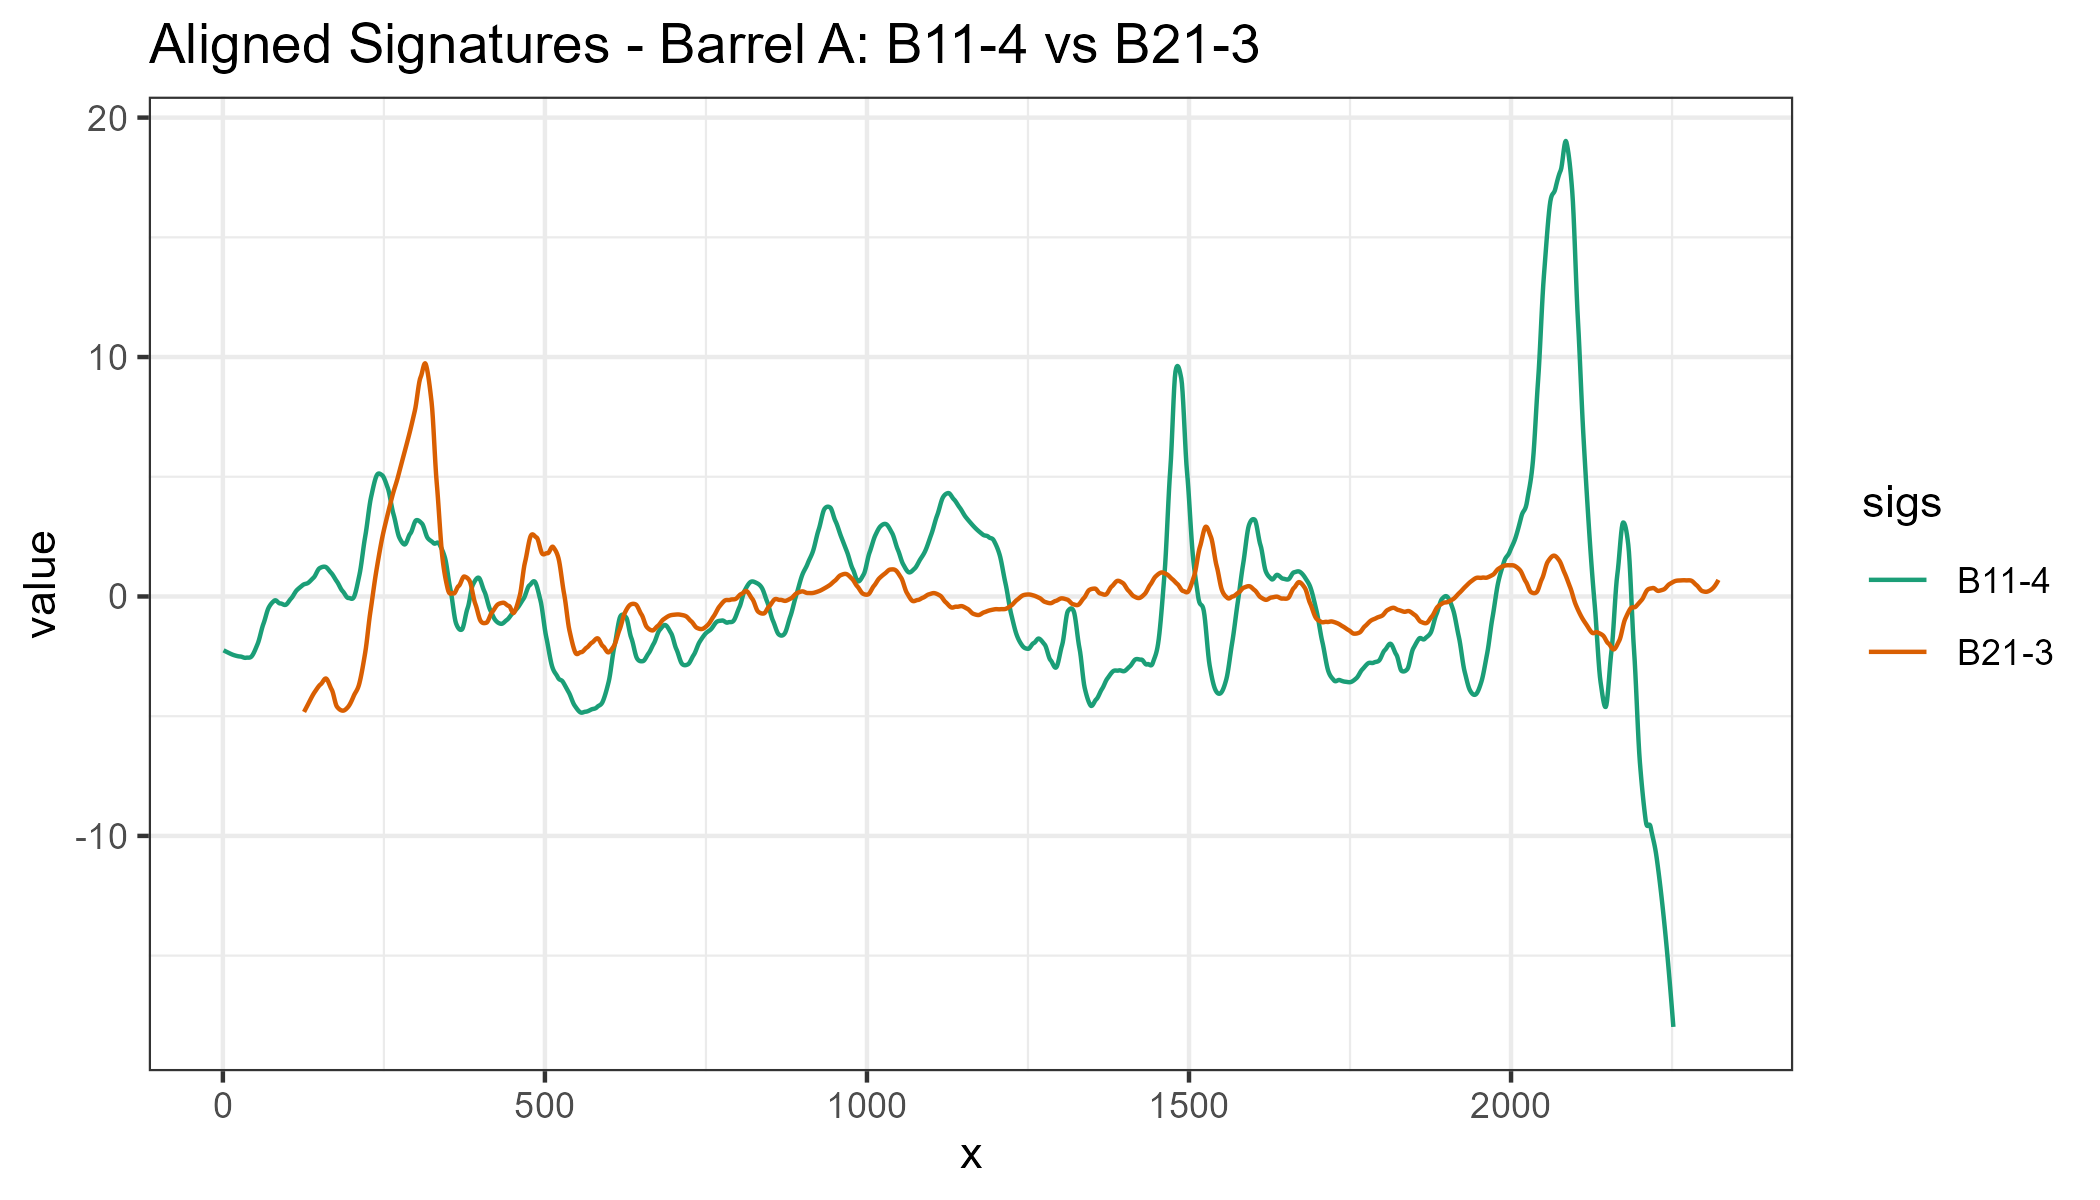 Aligned Signatures - Barrel A: B11-4 vs B21-3
20
10
0
-10
value
0 500 1000 1500 2000
x
sigs
B11-4
B21-3